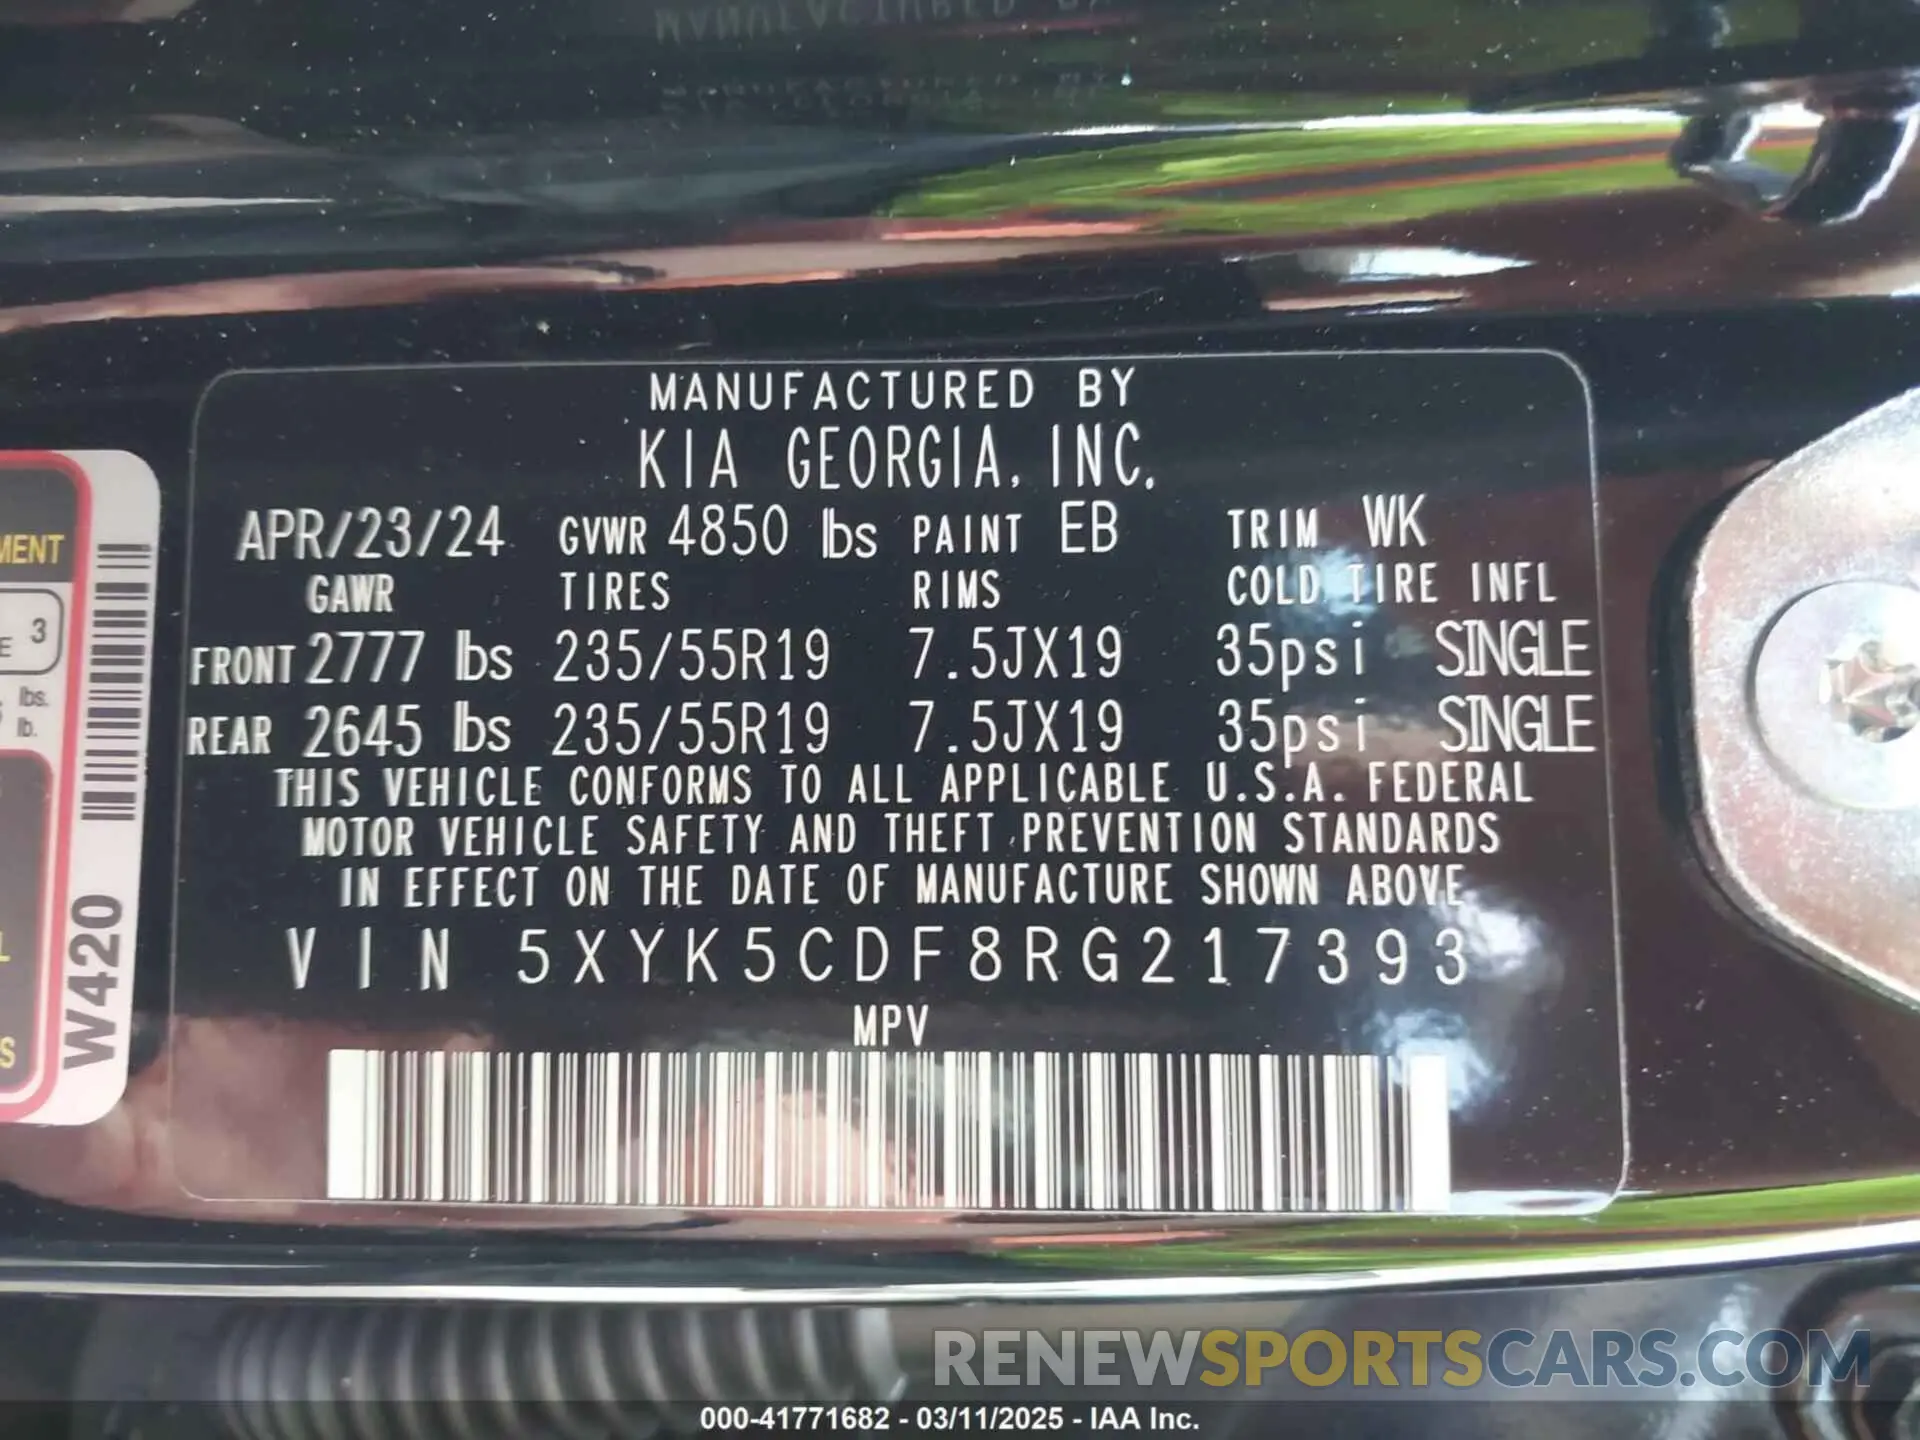 MANUFACTURED BY
KIA GEORGIA, INC.
APR/23/24 GVWR 4850 lbs PAINT EB TRIM WK
GAWR TIRES RIMS COLD TIRE INFL
FRONT 2777 lbs 235/55R19 7.5JX19 35psi SINGLE
REAR 2645 lbs 235/55R19 7.5JX19 35psi SINGLE
THIS VEHICLE CONFORMS TO ALL APPLICABLE U.S.A. FEDERAL
MOTOR VEHICLE SAFETY AND THEFT PREVENTION STANDARDS
IN EFFECT ON THE DATE OF MANUFACTURE SHOWN ABOVE
VIN 5XYK5CDF8RG217393
MPV
3
lbs.
lb.
W420
RENEWSPORTSCARS.COM
000-41771682 - 03/11/2025 - IAA Inc.